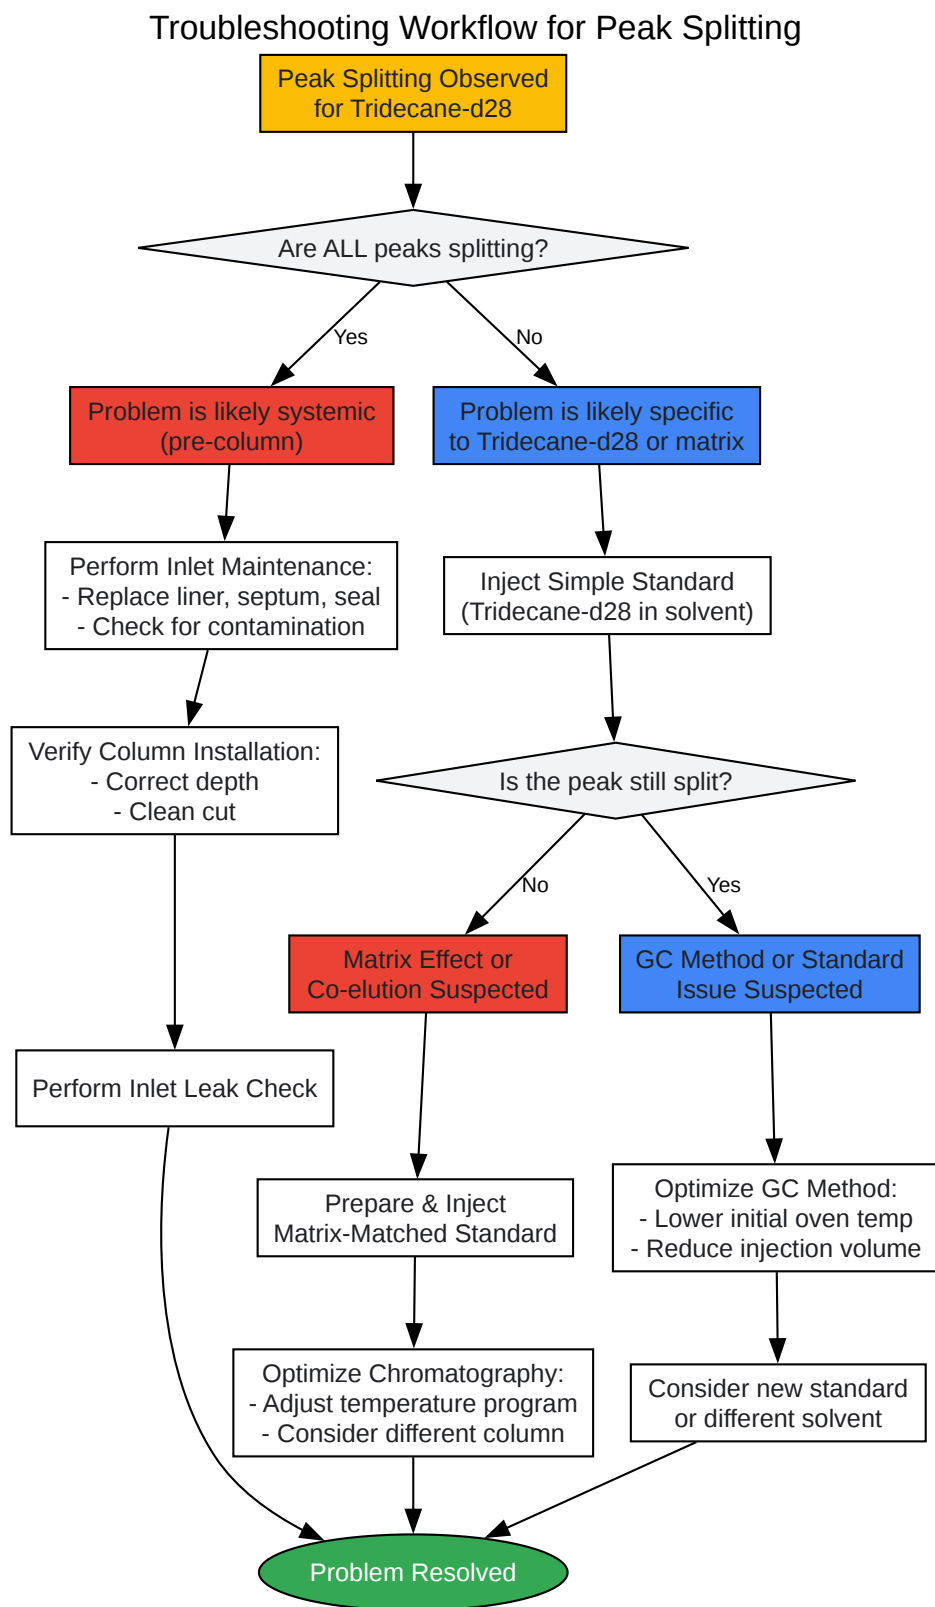 Troubleshooting Workflow for Peak Splitting
Peak Splitting Observed
for Tridecane-d28
Are ALL peaks splitting?
Yes
No
Problem is likely systemic
(pre-column)
Problem is likely specific
to Tridecane-d28 or matrix
Perform Inlet Maintenance:
- Replace liner, septum, seal
- Check for contamination
Inject Simple Standard
(Tridecane-d28 in solvent)
Verify Column Installation:
- Correct depth
- Clean cut
Is the peak still split?
No
Yes
Matrix Effect or
Co-elution Suspected
GC Method or Standard
Issue Suspected
Perform Inlet Leak Check
Prepare & Inject
Matrix-Matched Standard
Optimize GC Method:
- Lower initial oven temp
- Reduce injection volume
Optimize Chromatography:
- Adjust temperature program
- Consider different column
Consider new standard
or different solvent
Problem Resolved